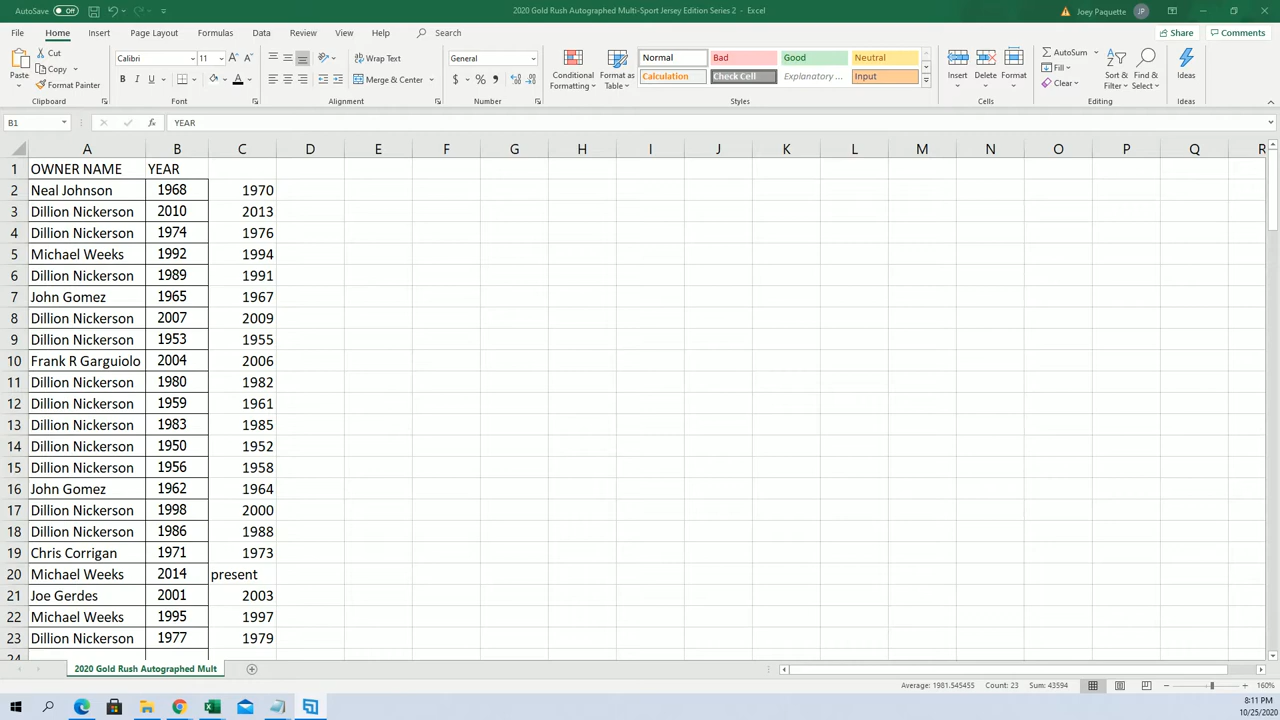 AutoSave Off 2020 Gold Rush Autographed Multi-Sport Jersey Edition Series 2 - Excel Joey Paquette JP
File Home Insert Page Layout Formulas Data Review View Help Search Share Comments
Paste Cut Copy Format Painter Clipboard
Calibri 11 B I U Font
Wrap Text Merge & Center Alignment
General $ % Number
Conditional Formatting Format as Table
Normal Bad Good Neutral
Calculation Check Cell Explanatory ... Input
Styles
Insert Delete Format Cells
AutoSum Fill Clear Sort & Filter Find & Select Editing
Ideas Ideas
B1 fx YEAR
A B C D E F G H I J K L M N O P Q R
1 OWNER NAME YEAR
2 Neal Johnson 1968 1970
3 Dillion Nickerson 2010 2013
4 Dillion Nickerson 1974 1976
5 Michael Weeks 1992 1994
6 Dillion Nickerson 1989 1991
7 John Gomez 1965 1967
8 Dillion Nickerson 2007 2009
9 Dillion Nickerson 1953 1955
10 Frank R Garguiolo 2004 2006
11 Dillion Nickerson 1980 1982
12 Dillion Nickerson 1959 1961
13 Dillion Nickerson 1983 1985
14 Dillion Nickerson 1950 1952
15 Dillion Nickerson 1956 1958
16 John Gomez 1962 1964
17 Dillion Nickerson 1998 2000
18 Dillion Nickerson 1986 1988
19 Chris Corrigan 1971 1973
20 Michael Weeks 2014 present
21 Joe Gerdes 2001 2003
22 Michael Weeks 1995 1997
23 Dillion Nickerson 1977 1979
24
2020 Gold Rush Autographed Mult
Average: 1981.545455 Count: 23 Sum: 43594 160%
8:11 PM
10/25/2020